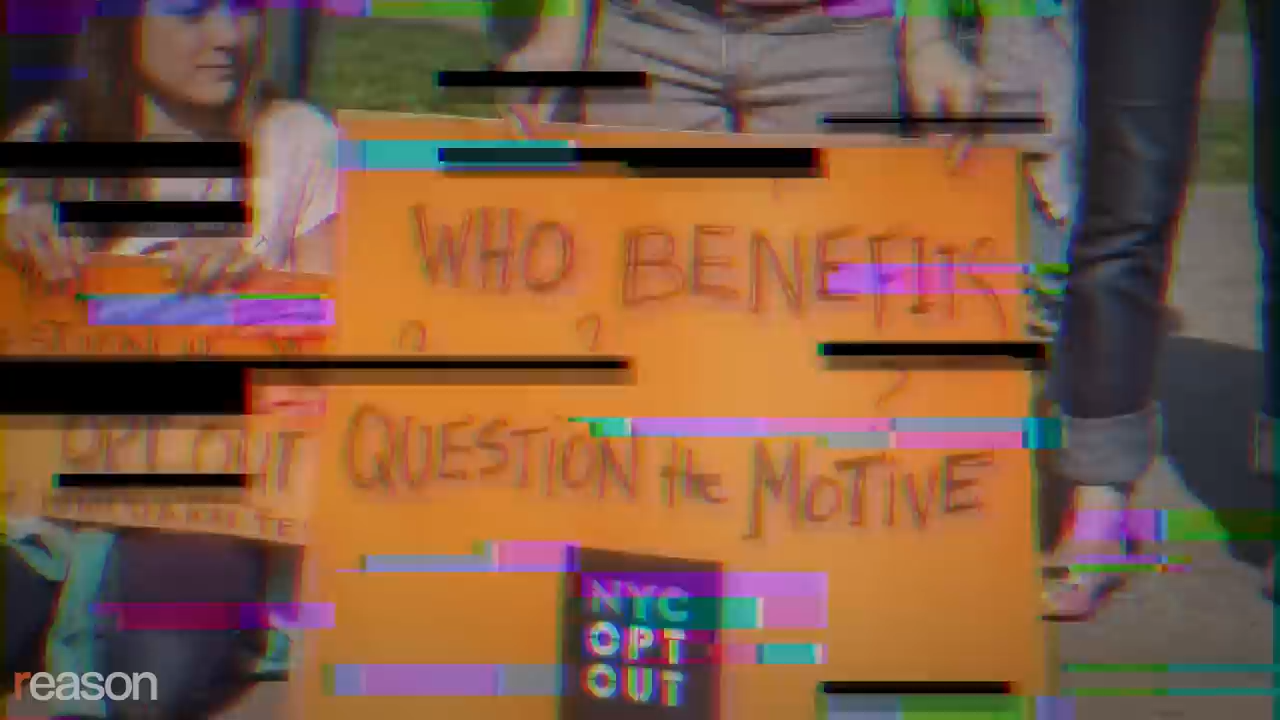 WHO BENEFITS
? ? ?
QUESTION the MOTIVE
OPT OUT
NYC
OPT
OUT
reason